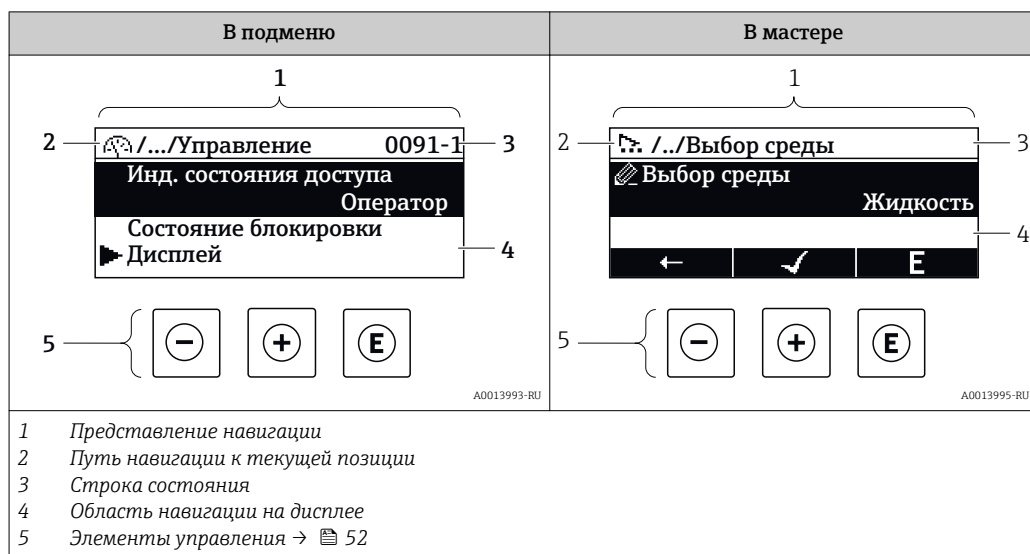 В подменю
1
2
/.../Управление 0091-1
3
Инд. состояния доступа
Оператор
Состояние блокировки
Дисплей
4
5
E
A0013993-RU
В мастере
1
2
/../Выбор среды
3
Выбор среды
Жидкость
4
E
5
E
A0013995-RU
1 Представление навигации
2 Путь навигации к текущей позиции
3 Строка состояния
4 Область навигации на дисплее
5 Элементы управления → 52